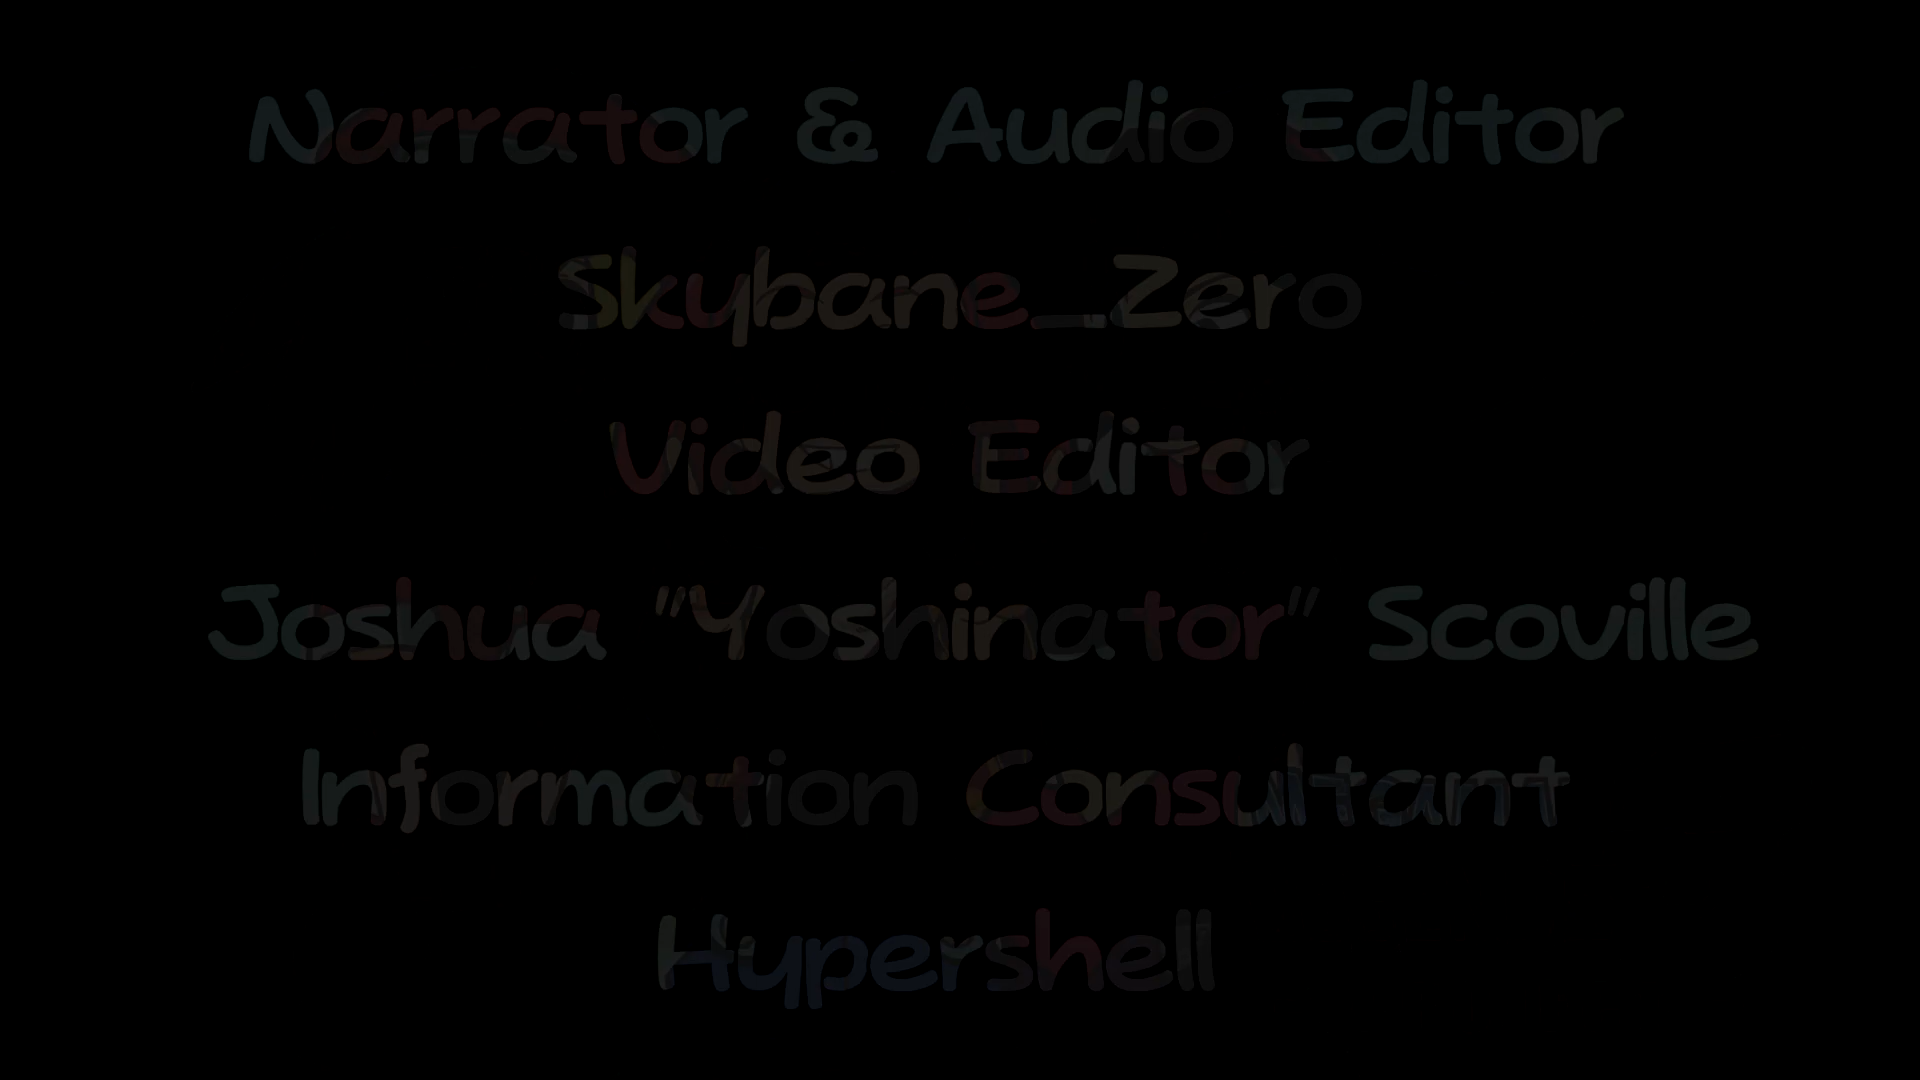 Narrator & Audio Editor
Skybane_Zero
Video Editor
Joshua "Yoshinator" Scoville
Information Consultant
Hypershell